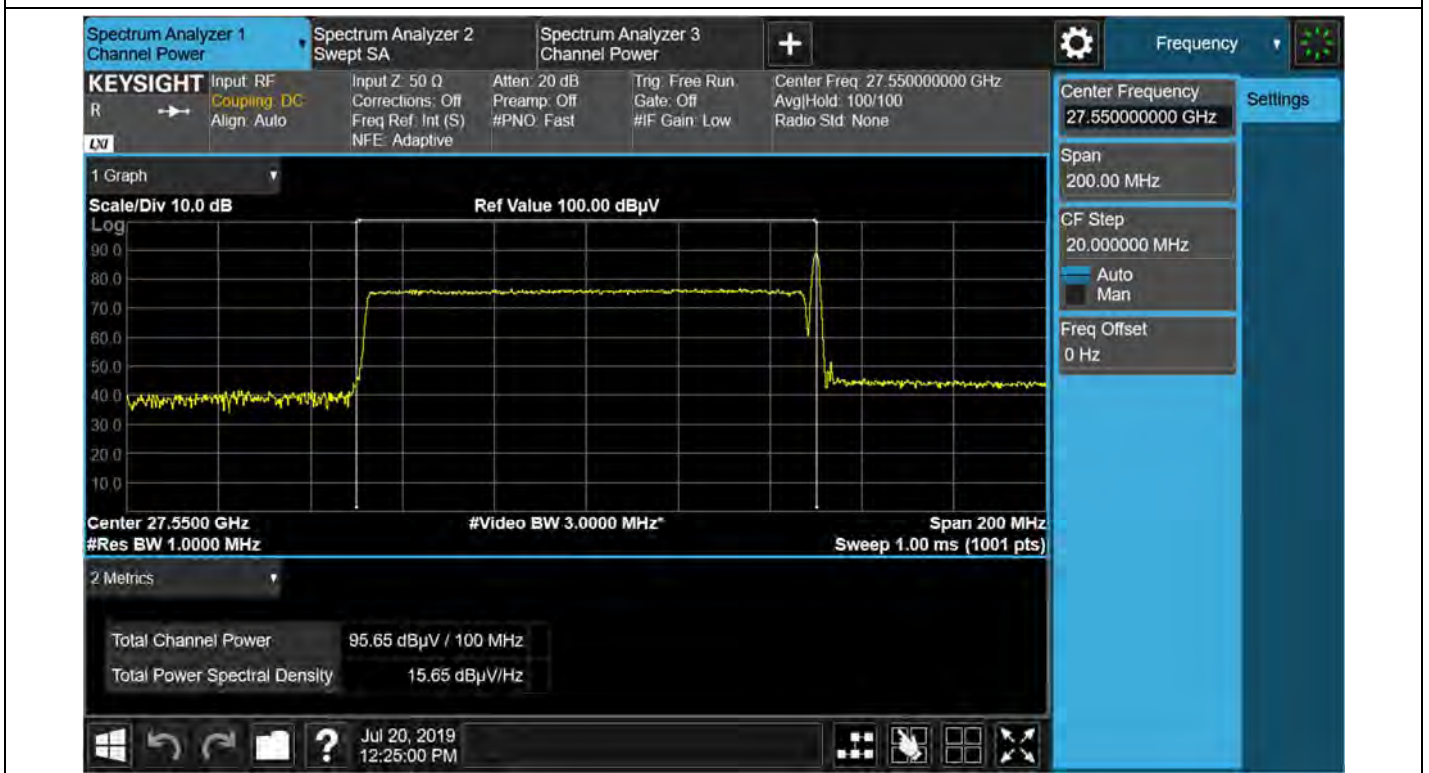 Spectrum Analyzer 1
Channel Power
Spectrum Analyzer 2
Swept SA
Spectrum Analyzer 3
Channel Power
+
Frequency
KEYSIGHT
R
LXI
Input: RF
Coupling: DC
Align: Auto
Input Z: 50 Ω
Corrections: Off
Freq Ref: Int (S)
NFE: Adaptive
Atten: 20 dB
Preamp: Off
#PNO: Fast
Trig: Free Run
Gate: Off
#IF Gain: Low
Center Freq: 27.550000000 GHz
Avg|Hold: 100/100
Radio Std: None
Center Frequency
27.550000000 GHz
Settings
Span
200.00 MHz
CF Step
20.000000 MHz
Auto
Man
Freq Offset
0 Hz
1 Graph
Scale/Div 10.0 dB
Ref Value 100.00 dBµV
Log
90.0
80.0
70.0
60.0
50.0
40.0
30.0
20.0
10.0
Center 27.5500 GHz
#Video BW 3.0000 MHz*
Span 200 MHz
#Res BW 1.0000 MHz
Sweep 1.00 ms (1001 pts)
2 Metrics
Total Channel Power 95.65 dBµV / 100 MHz
Total Power Spectral Density 15.65 dBµV/Hz
?
Jul 20, 2019
12:25:00 PM